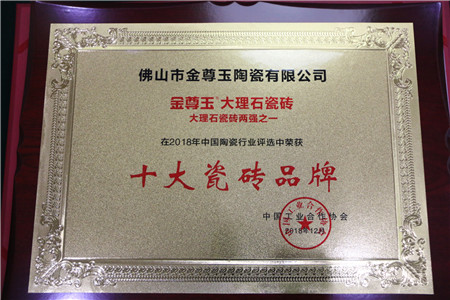 佛山市金尊玉陶瓷有限公司
金尊玉 大理石瓷砖
大理石瓷砖两强之一
在2018年中国陶瓷行业评选中荣获
十大瓷砖品牌
中国工业合作协会
2018年12月